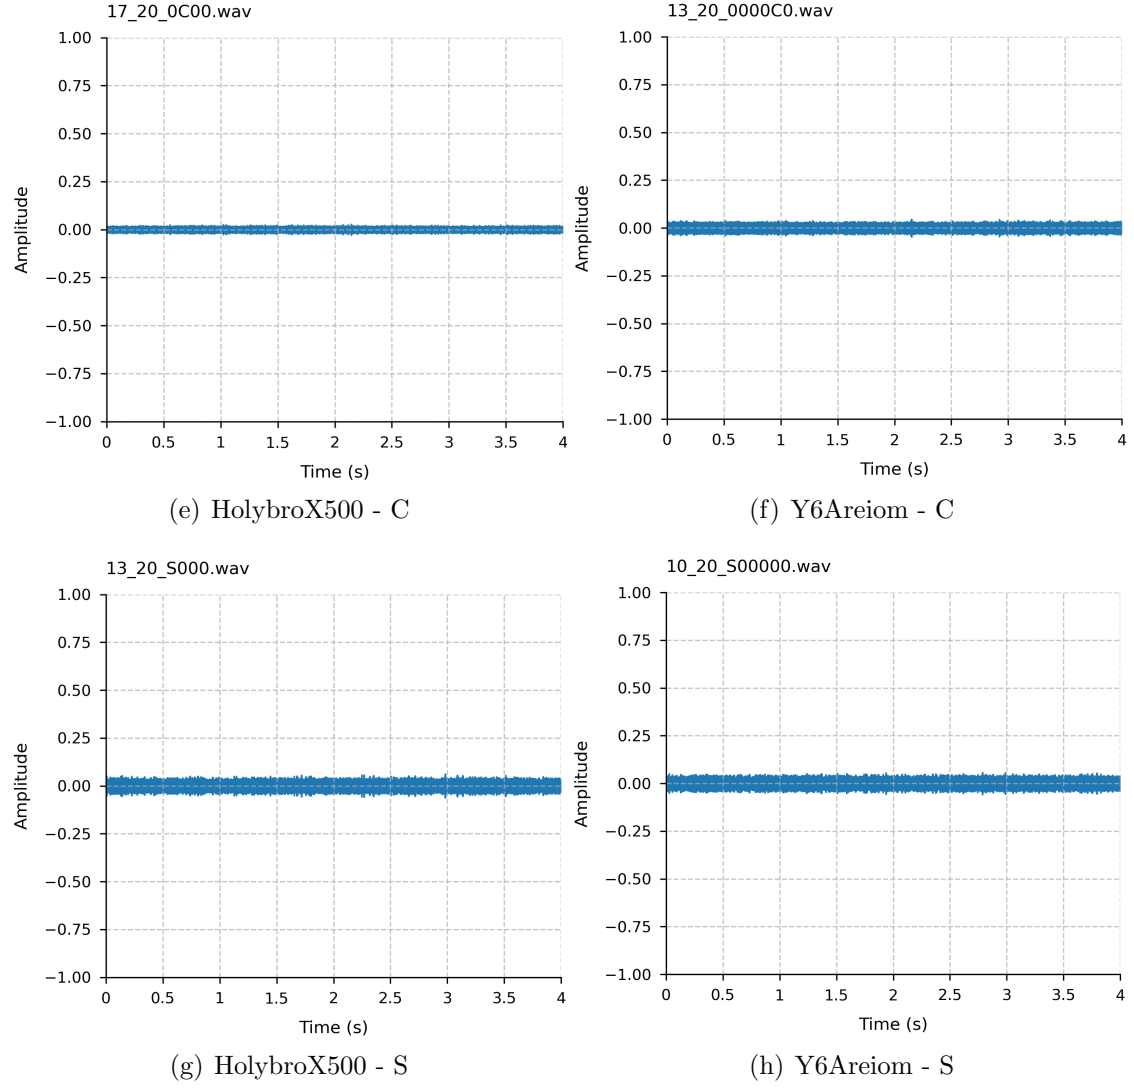 17_20_0C00.wav
1.00
0.75
0.50
0.25
0.00
−0.25
−0.50
−0.75
−1.00
Amplitude
0 0.5 1 1.5 2 2.5 3 3.5 4
Time (s)
(e) HolybroX500 - C
13_20_0000C0.wav
1.00
0.75
0.50
0.25
0.00
−0.25
−0.50
−0.75
−1.00
Amplitude
0 0.5 1 1.5 2 2.5 3 3.5 4
Time (s)
(f) Y6Areiom - C
13_20_S000.wav
1.00
0.75
0.50
0.25
0.00
−0.25
−0.50
−0.75
−1.00
Amplitude
0 0.5 1 1.5 2 2.5 3 3.5 4
Time (s)
(g) HolybroX500 - S
10_20_S00000.wav
1.00
0.75
0.50
0.25
0.00
−0.25
−0.50
−0.75
−1.00
Amplitude
0 0.5 1 1.5 2 2.5 3 3.5 4
Time (s)
(h) Y6Areiom - S